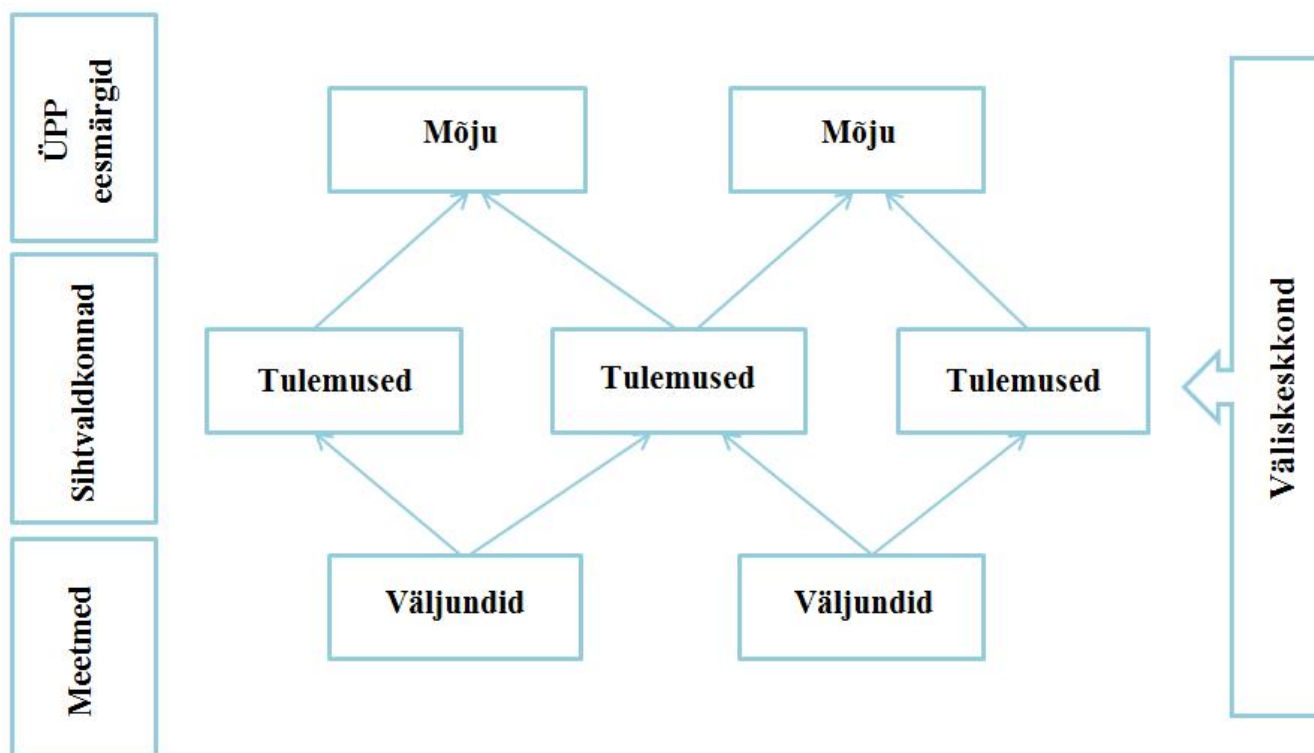 ÜPP
eesmärgid
Mõju
Mõju
Sihtvaldkonnad
Tulemused
Tulemused
Tulemused
Meetmed
Väljundid
Väljundid
Väliskeskkond